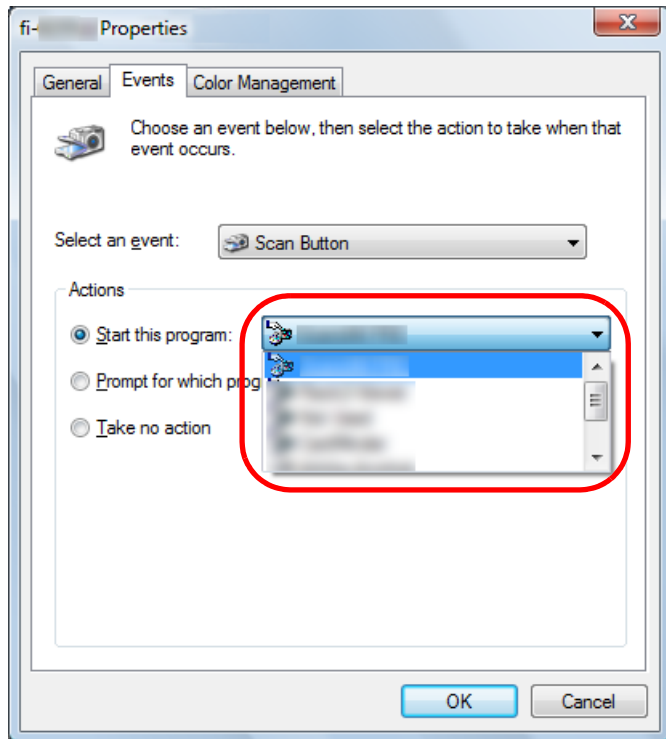 fi- Properties
General Events Color Management
Choose an event below, then select the action to take when that
event occurs.
Select an event: Scan Button
Actions
Start this program:
Prompt for which prog
Take no action
OK Cancel